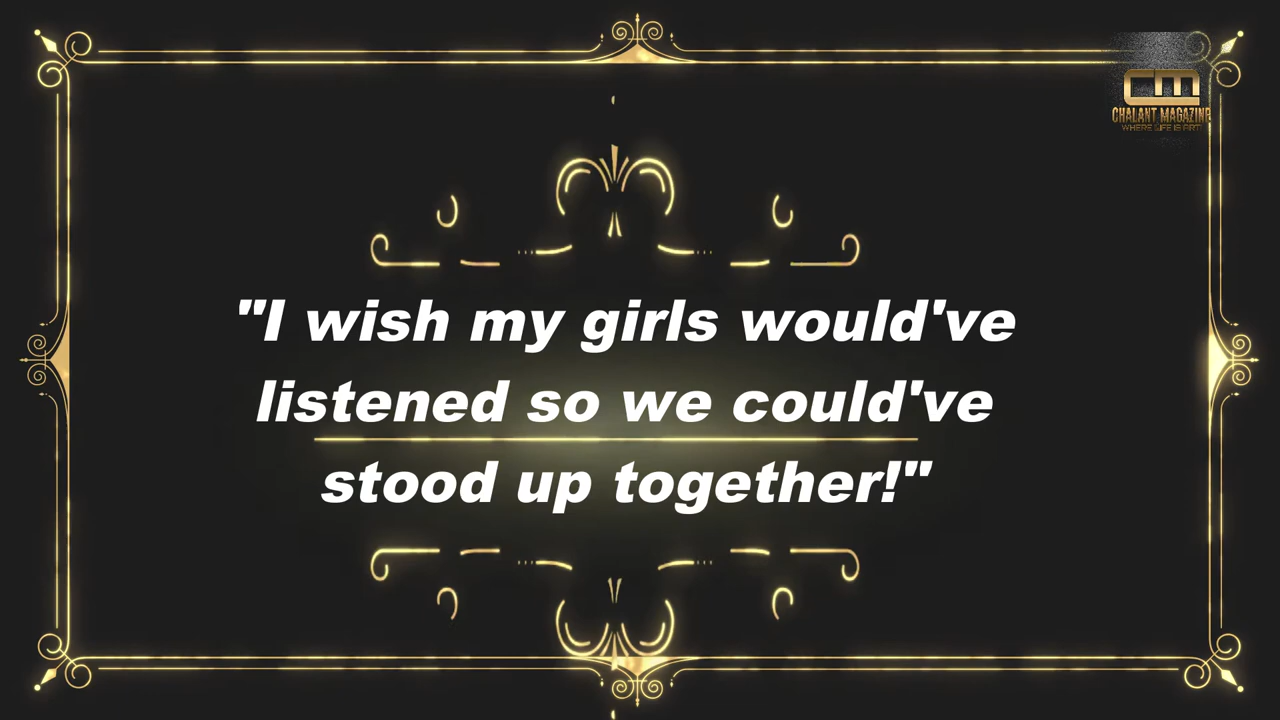 CM
CHALANT MAGAZINE
WHERE LIFE IS ART!
"I wish my girls would've
listened so we could've
stood up together!"